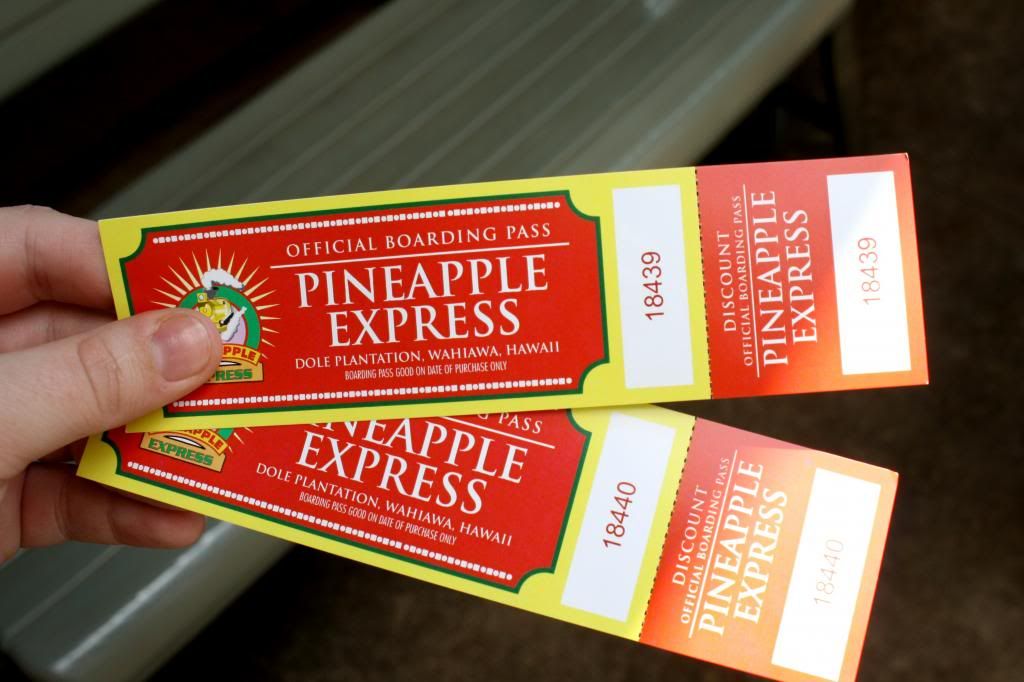 OFFICIAL BOARDING PASS
PINEAPPLE
EXPRESS
DOLE PLANTATION, WAHIAWA, HAWAII
BOARDING PASS GOOD ON DATE OF PURCHASE ONLY
18439
DISCOUNT
OFFICIAL BOARDING PASS
PINEAPPLE
EXPRESS
18439
PASS
EXPRESS
DOLE PLANTATION, WAHIAWA, HAWAII
BOARDING PASS GOOD ON DATE OF PURCHASE ONLY
EXPRESS
18440
DISCOUNT
OFFICIAL BOARDING PASS
PINEAPPLE
EXPRESS
18440